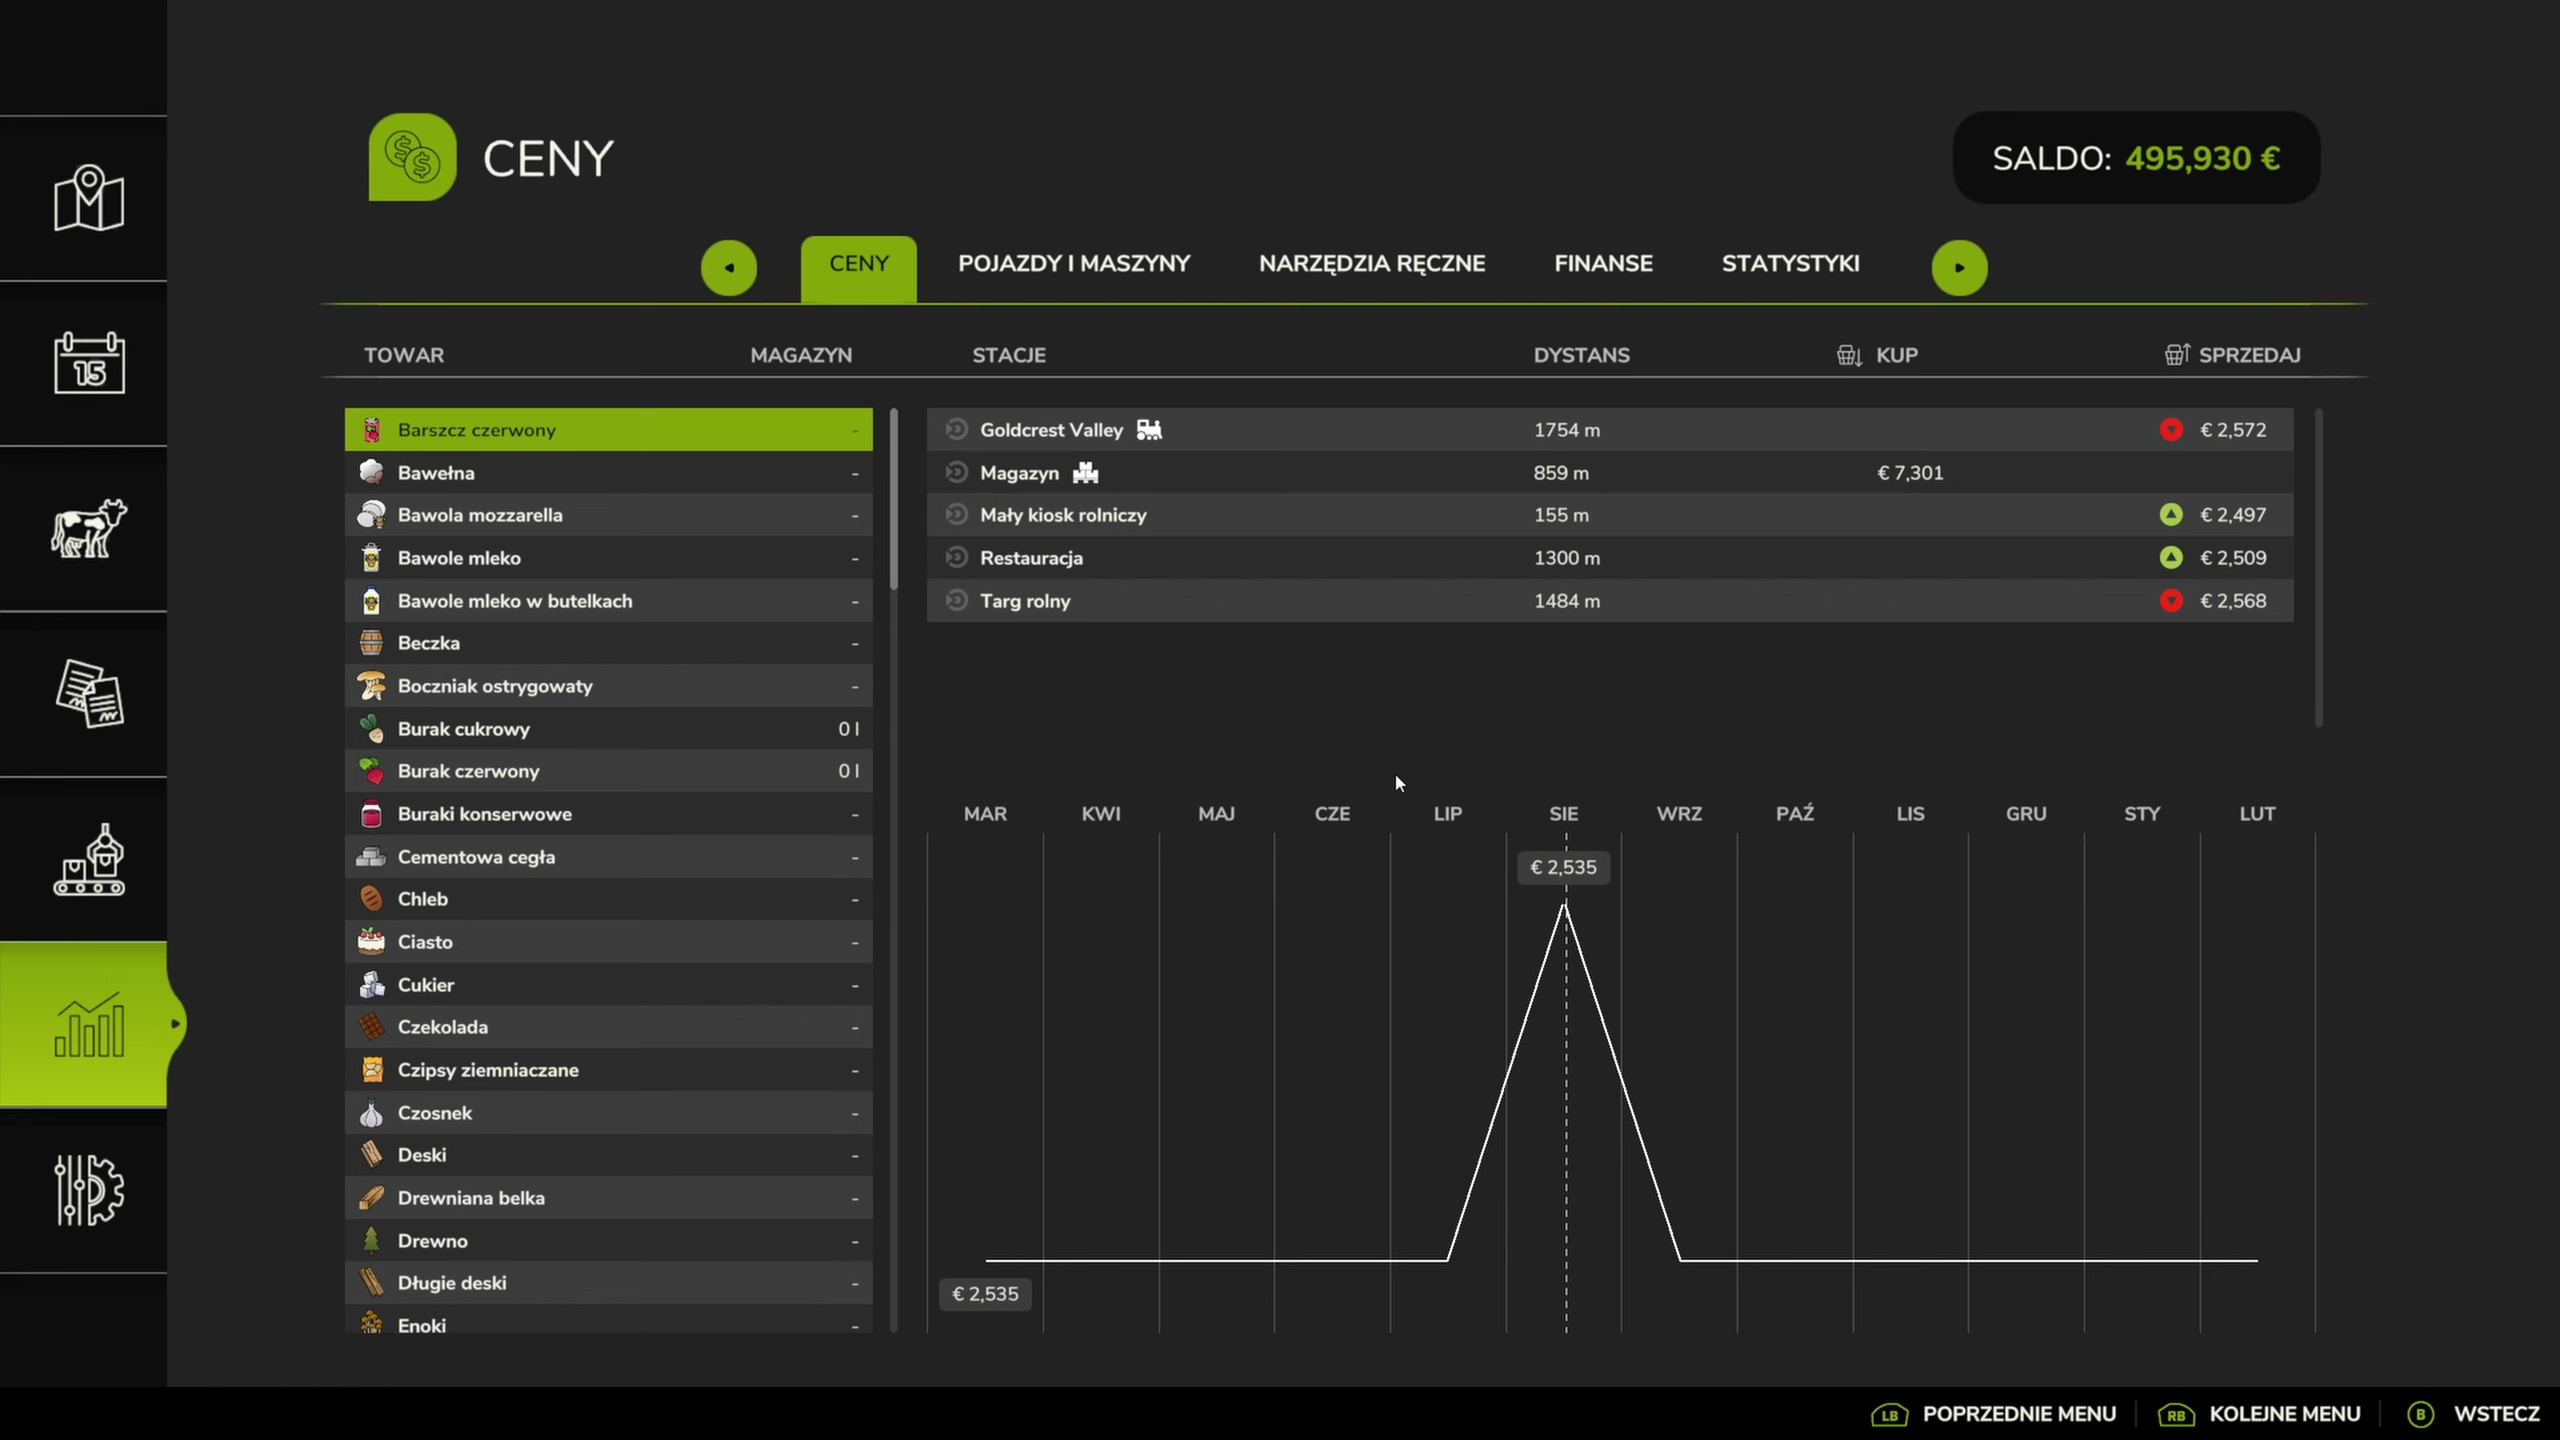 CENY
SALDO: 495,930 €
CENY POJAZDY I MASZYNY NARZĘDZIA RĘCZNE FINANSE STATYSTYKI
TOWAR MAGAZYN STACJE DYSTANS KUP SPRZEDAJ
15
Barszcz czerwony -
Bawełna -
Bawola mozzarella -
Bawole mleko -
Bawole mleko w butelkach -
Beczka -
Boczniak ostrygowaty -
Burak cukrowy 0 l
Burak czerwony 0 l
Buraki konserwowe -
Cementowa cegła -
Chleb -
Ciasto -
Cukier -
Czekolada -
Czipsy ziemniaczane -
Czosnek -
Deski -
Drewniana belka -
Drewno -
Długie deski -
Enoki -
Goldcrest Valley 1754 m € 2,572
Magazyn 859 m € 7,301
Mały kiosk rolniczy 155 m € 2,497
Restauracja 1300 m € 2,509
Targ rolny 1484 m € 2,568
MAR KWI MAJ CZE LIP SIE WRZ PAŹ LIS GRU STY LUT
€ 2,535
€ 2,535
LB POPRZEDNIE MENU RB KOLEJNE MENU B WSTECZ